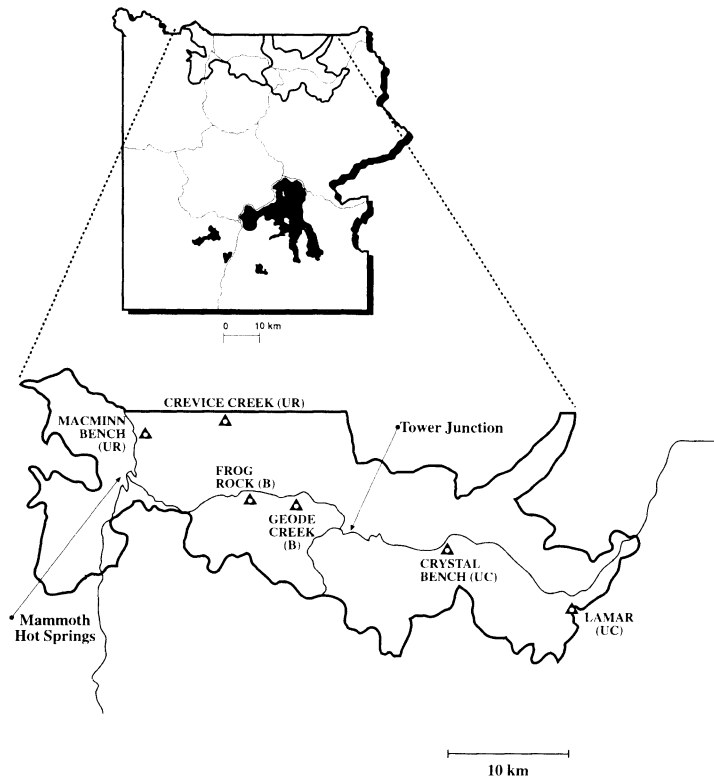 0 10 km
CREVICE CREEK (UR)
MACMINN
BENCH
(UR)
Tower Junction
FROG
ROCK (B)
GEODE
CREEK
(B)
CRYSTAL
BENCH (UC)
LAMAR
(UC)
Mammoth
Hot Springs
10 km